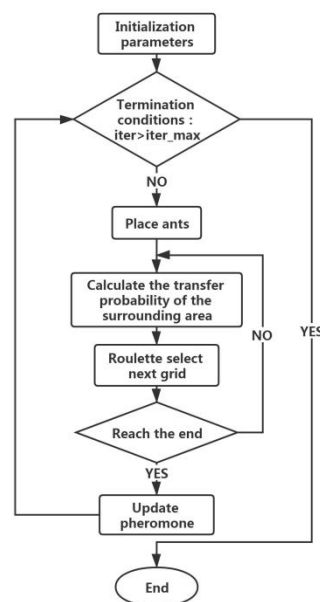 Initialization
parameters
Termination
conditions :
iter>iter_max
NO
Place ants
Calculate the transfer
probability of the
surrounding area
NO
YES
Roulette select
next grid
Reach the end
YES
Update
pheromone
End